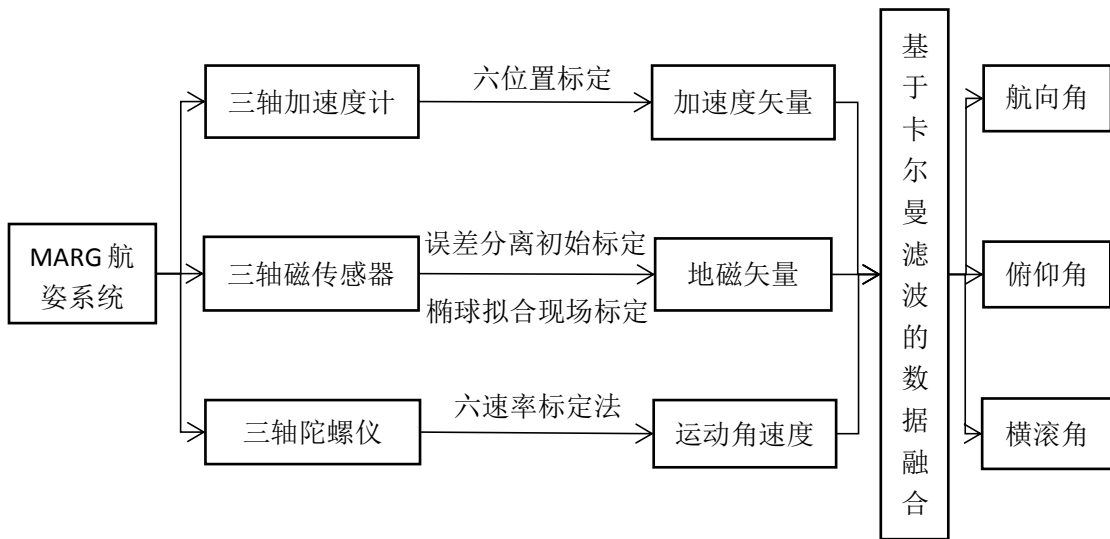 MARG 航
姿系统
三轴加速度计
六位置标定
加速度矢量
三轴磁传感器
误差分离初始标定
椭球拟合现场标定
地磁矢量
三轴陀螺仪
六速率标定法
运动角速度
基于卡尔曼滤波的数据融合
航向角
俯仰角
横滚角